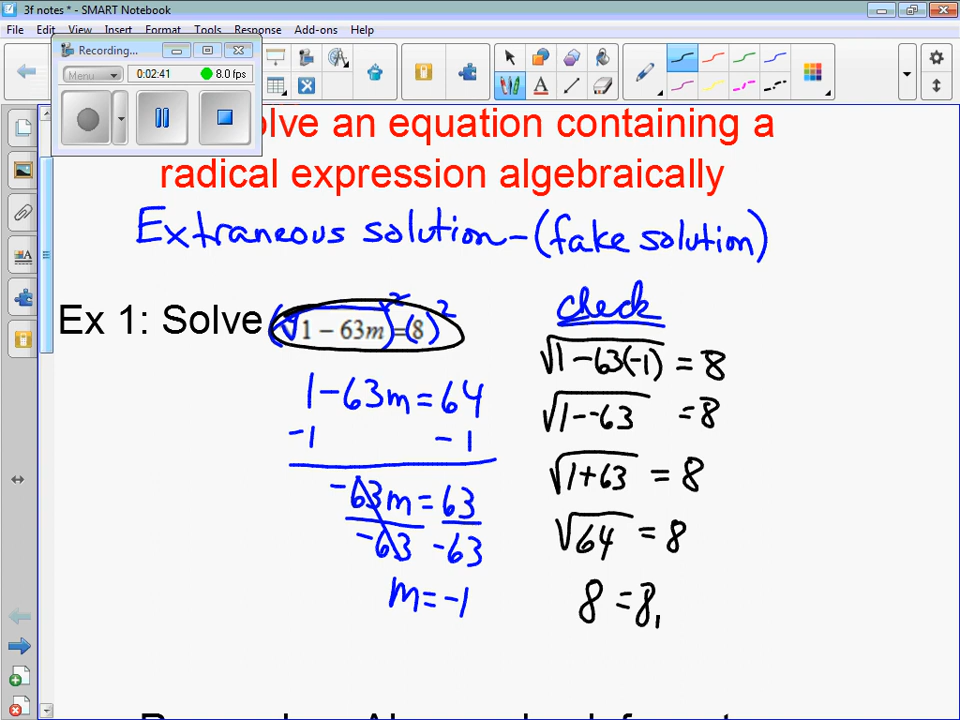 3f notes * - SMART Notebook
File Edit View Insert Format Tools Response Add-ons Help
Recording...
Menu 0:02:41 8.0 fps
olve an equation containing a
radical expression algebraically
Extraneous solution - (fake solution)
Ex 1: Solve (√1 − 63m)² = (8)²
1 - 63m = 64
-1 -1
-63m = 63
-63 -63
m = -1
check
√1 - 63(-1) = 8
√1 - -63 = 8
√1 + 63 = 8
√64 = 8
8 = 8